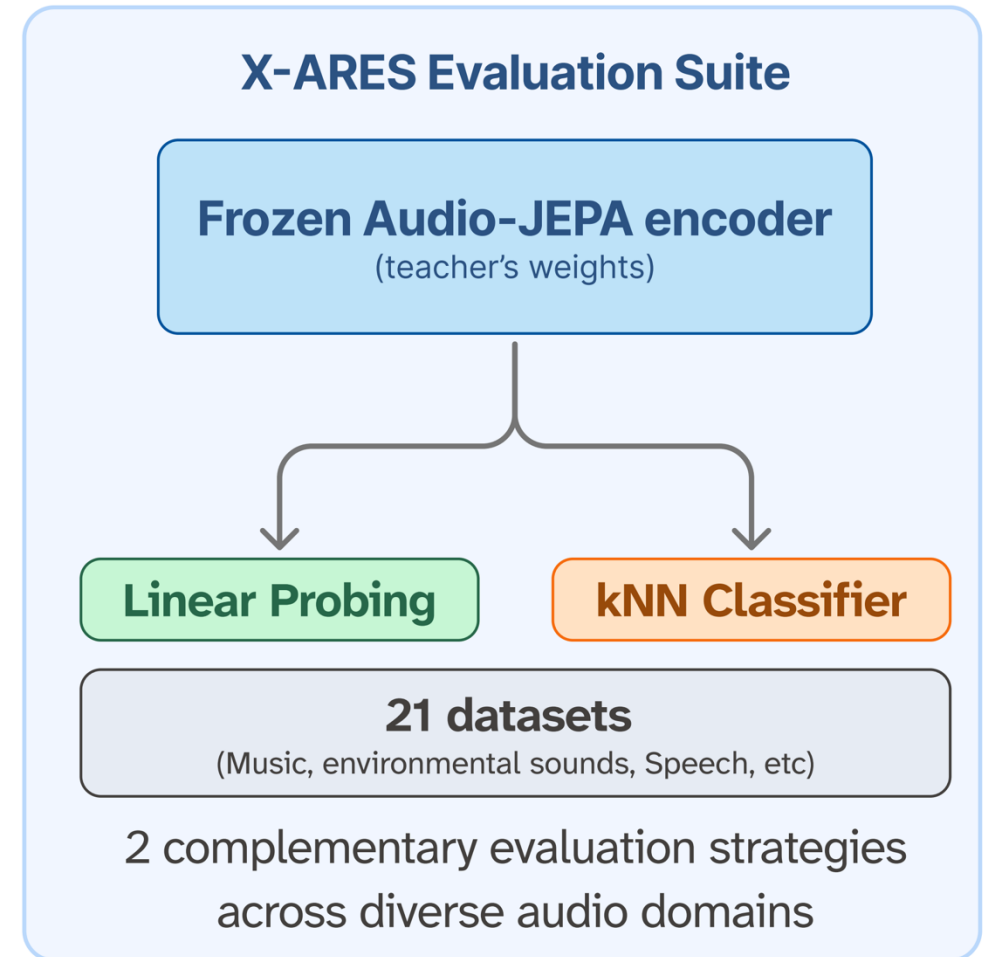 X-ARES Evaluation Suite
Frozen Audio-JEPA encoder
(teacher’s weights)
Linear Probing
kNN Classifier
21 datasets
(Music, environmental sounds, Speech, etc)
2 complementary evaluation strategies
across diverse audio domains